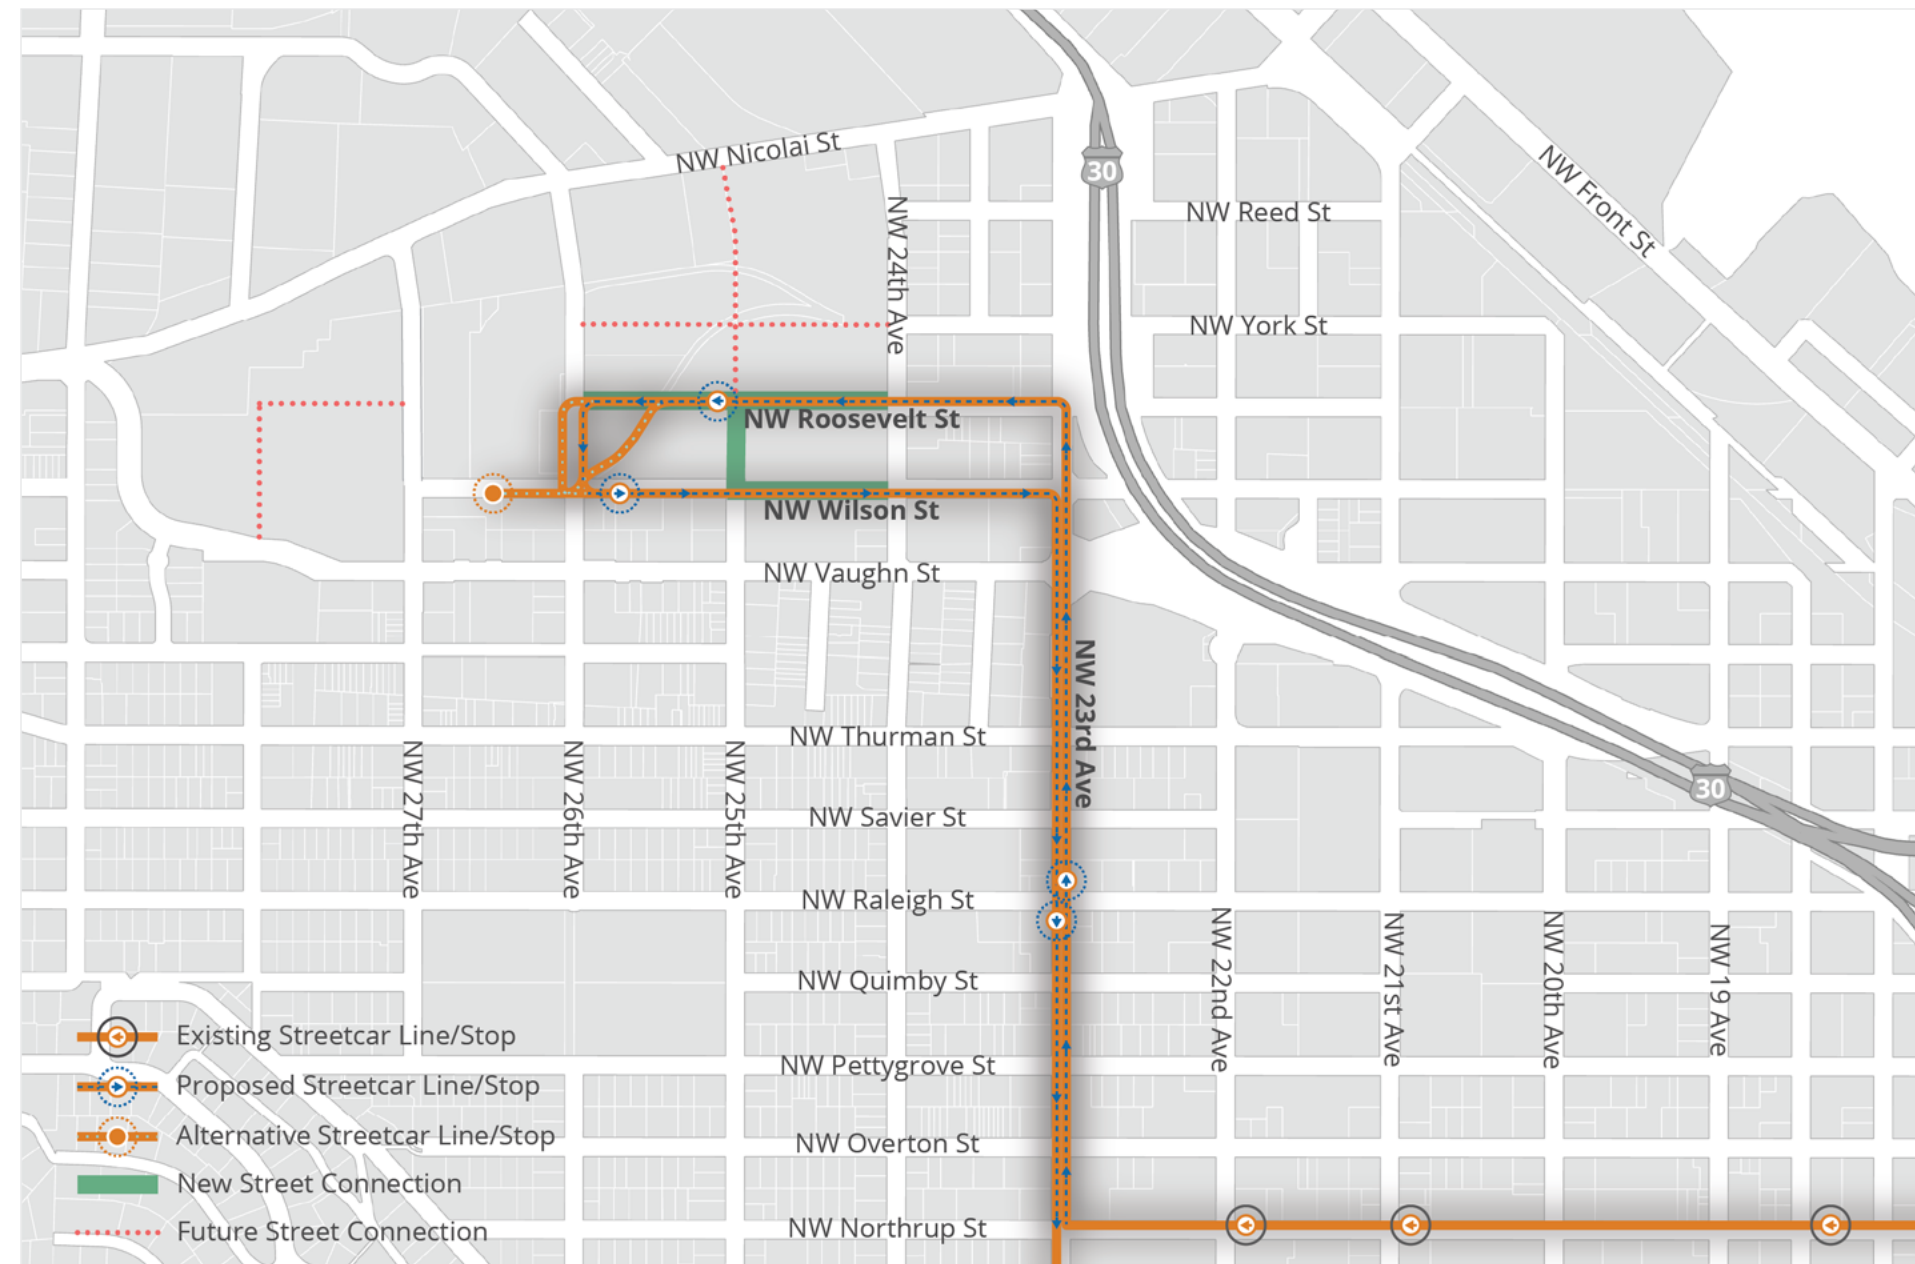 NW Nicolai St
30
NW Front St
NW Reed St
NW 24th Ave
NW York St
NW Roosevelt St
NW Wilson St
NW Vaughn St
NW 23rd Ave
NW Thurman St
NW 27th Ave
NW 26th Ave
NW 25th Ave
30
NW Savier St
NW Raleigh St
NW 22nd Ave
NW 21st Ave
NW 20th Ave
NW 19 Ave
NW Quimby St
NW Pettygrove St
NW Overton St
NW Northrup St
Existing Streetcar Line/Stop
Proposed Streetcar Line/Stop
Alternative Streetcar Line/Stop
New Street Connection
Future Street Connection